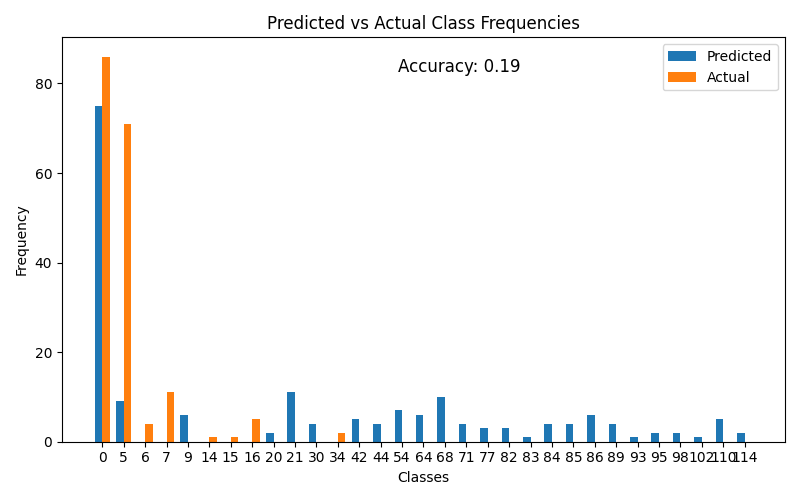 Predicted vs Actual Class Frequencies
Accuracy: 0.19
Predicted
Actual
Frequency
80
60
40
20
0
0 5 6 7 9 14 15 16 20 21 30 34 42 44 54 64 68 71 77 82 83 84 85 86 89 93 95 98 102 110 114
Classes